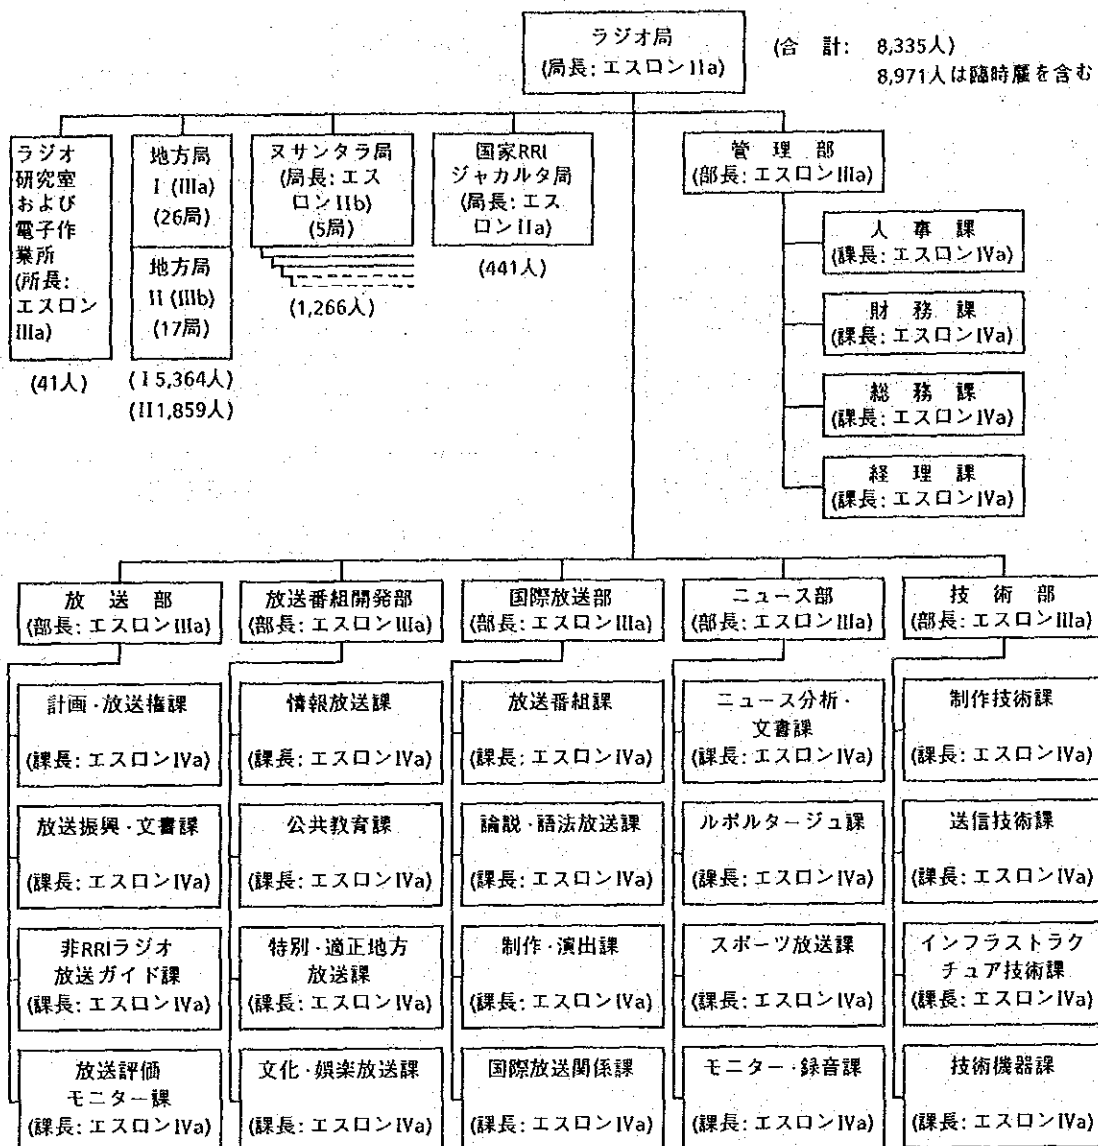 ラジオ局
(局長: エスロンIIa)
(合 計: 8,335人)
8,971人は臨時雇を含む
ラジオ
研究室
および
電子作
業所
(所長:
エスロン
IIIa)
(41人)
地方局
I (IIIa)
(26局)
地方局
II (IIIb)
(17局)
(I 5,364人)
(II1,859人)
ヌサンタラ局
(局長: エス
ロンIIb)
(5局)
(1,266人)
国家RRI
ジャカルタ局
(局長: エス
ロンIIa)
(441人)
管 理 部
(部長: エスロンIIIa)
人 事 課
(課長: エスロンIVa)
財 務 課
(課長: エスロンIVa)
総 務 課
(課長: エスロンIVa)
経 理 課
(課長: エスロンIVa)
放 送 部
(部長: エスロンIIIa)
計画・放送権課
(課長: エスロンIVa)
放送振興・文書課
(課長: エスロンIVa)
非RRIラジオ
放送ガイド課
(課長: エスロンIVa)
放送評価
モニター課
(課長: エスロンIVa)
放送番組開発部
(部長: エスロンIIIa)
情報放送課
(課長: エスロンIVa)
公共教育課
(課長: エスロンIVa)
特別・適正地方
放送課
(課長: エスロンIVa)
文化・娯楽放送課
(課長: エスロンIVa)
国際放送部
(部長: エスロンIIIa)
放送番組課
(課長: エスロンIVa)
論説・語法放送課
(課長: エスロンIVa)
制作・演出課
(課長: エスロンIVa)
国際放送関係課
(課長: エスロンIVa)
ニュース部
(部長: エスロンIIIa)
ニュース分析・
文書課
(課長: エスロンIVa)
ルポルタージュ課
(課長: エスロンIVa)
スポーツ放送課
(課長: エスロンIVa)
モニター・録音課
(課長: エスロンIVa)
技 術 部
(部長: エスロンIIIa)
制作技術課
(課長: エスロンIVa)
送信技術課
(課長: エスロンIVa)
インフラストラク
チュア技術課
(課長: エスロンIVa)
技術機器課
(課長: エスロンIVa)